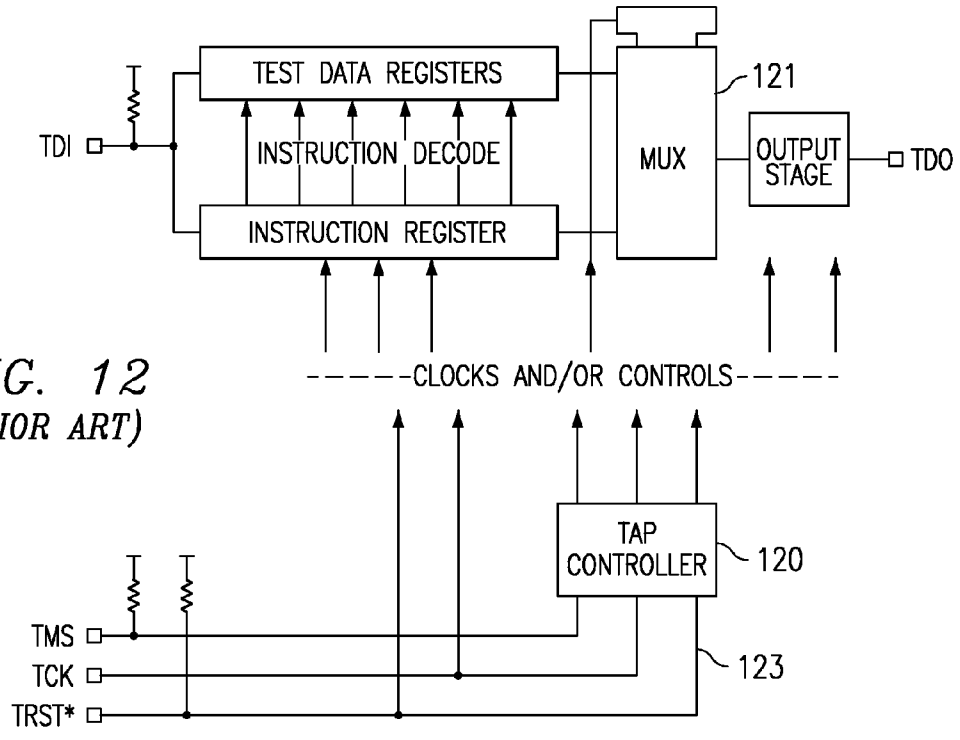 TEST DATA REGISTERS
121
TDI
INSTRUCTION DECODE
MUX
OUTPUT
STAGE
TDO
INSTRUCTION REGISTER
G. 12
IOR ART)
CLOCKS AND/OR CONTROLS
TAP
CONTROLLER
120
TMS
TCK
123
TRST*